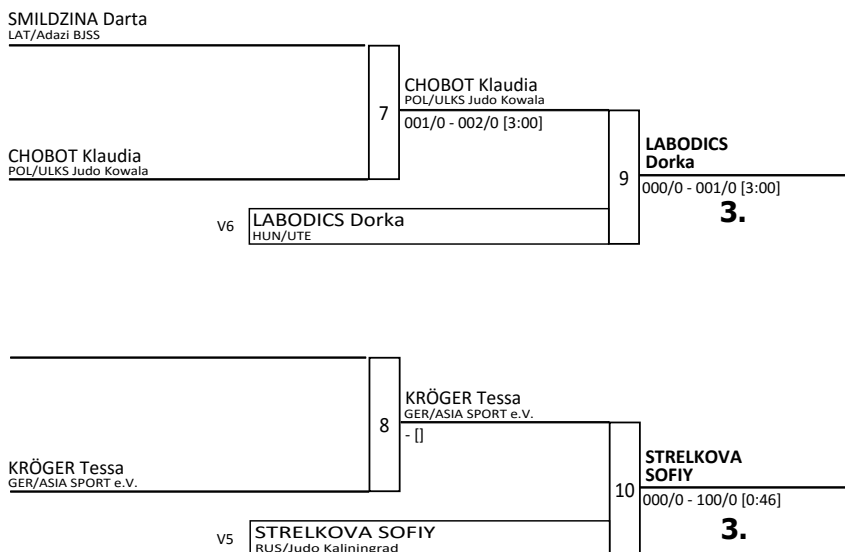 SMILDZINA Darta
LAT/Adazi BJSS
7
CHOBOT Klaudia
POL/ULKS Judo Kowala
001/0 - 002/0 [3:00]
CHOBOT Klaudia
POL/ULKS Judo Kowala
9
LABODICS
Dorka
000/0 - 001/0 [3:00]
3.
V6
LABODICS Dorka
HUN/UTE
8
KRÖGER Tessa
GER/ASIA SPORT e.V.
- []
KRÖGER Tessa
GER/ASIA SPORT e.V.
10
STRELKOVA
SOFIY
000/0 - 100/0 [0:46]
3.
V5
STRELKOVA SOFIY
RUS/Judo Kaliningrad